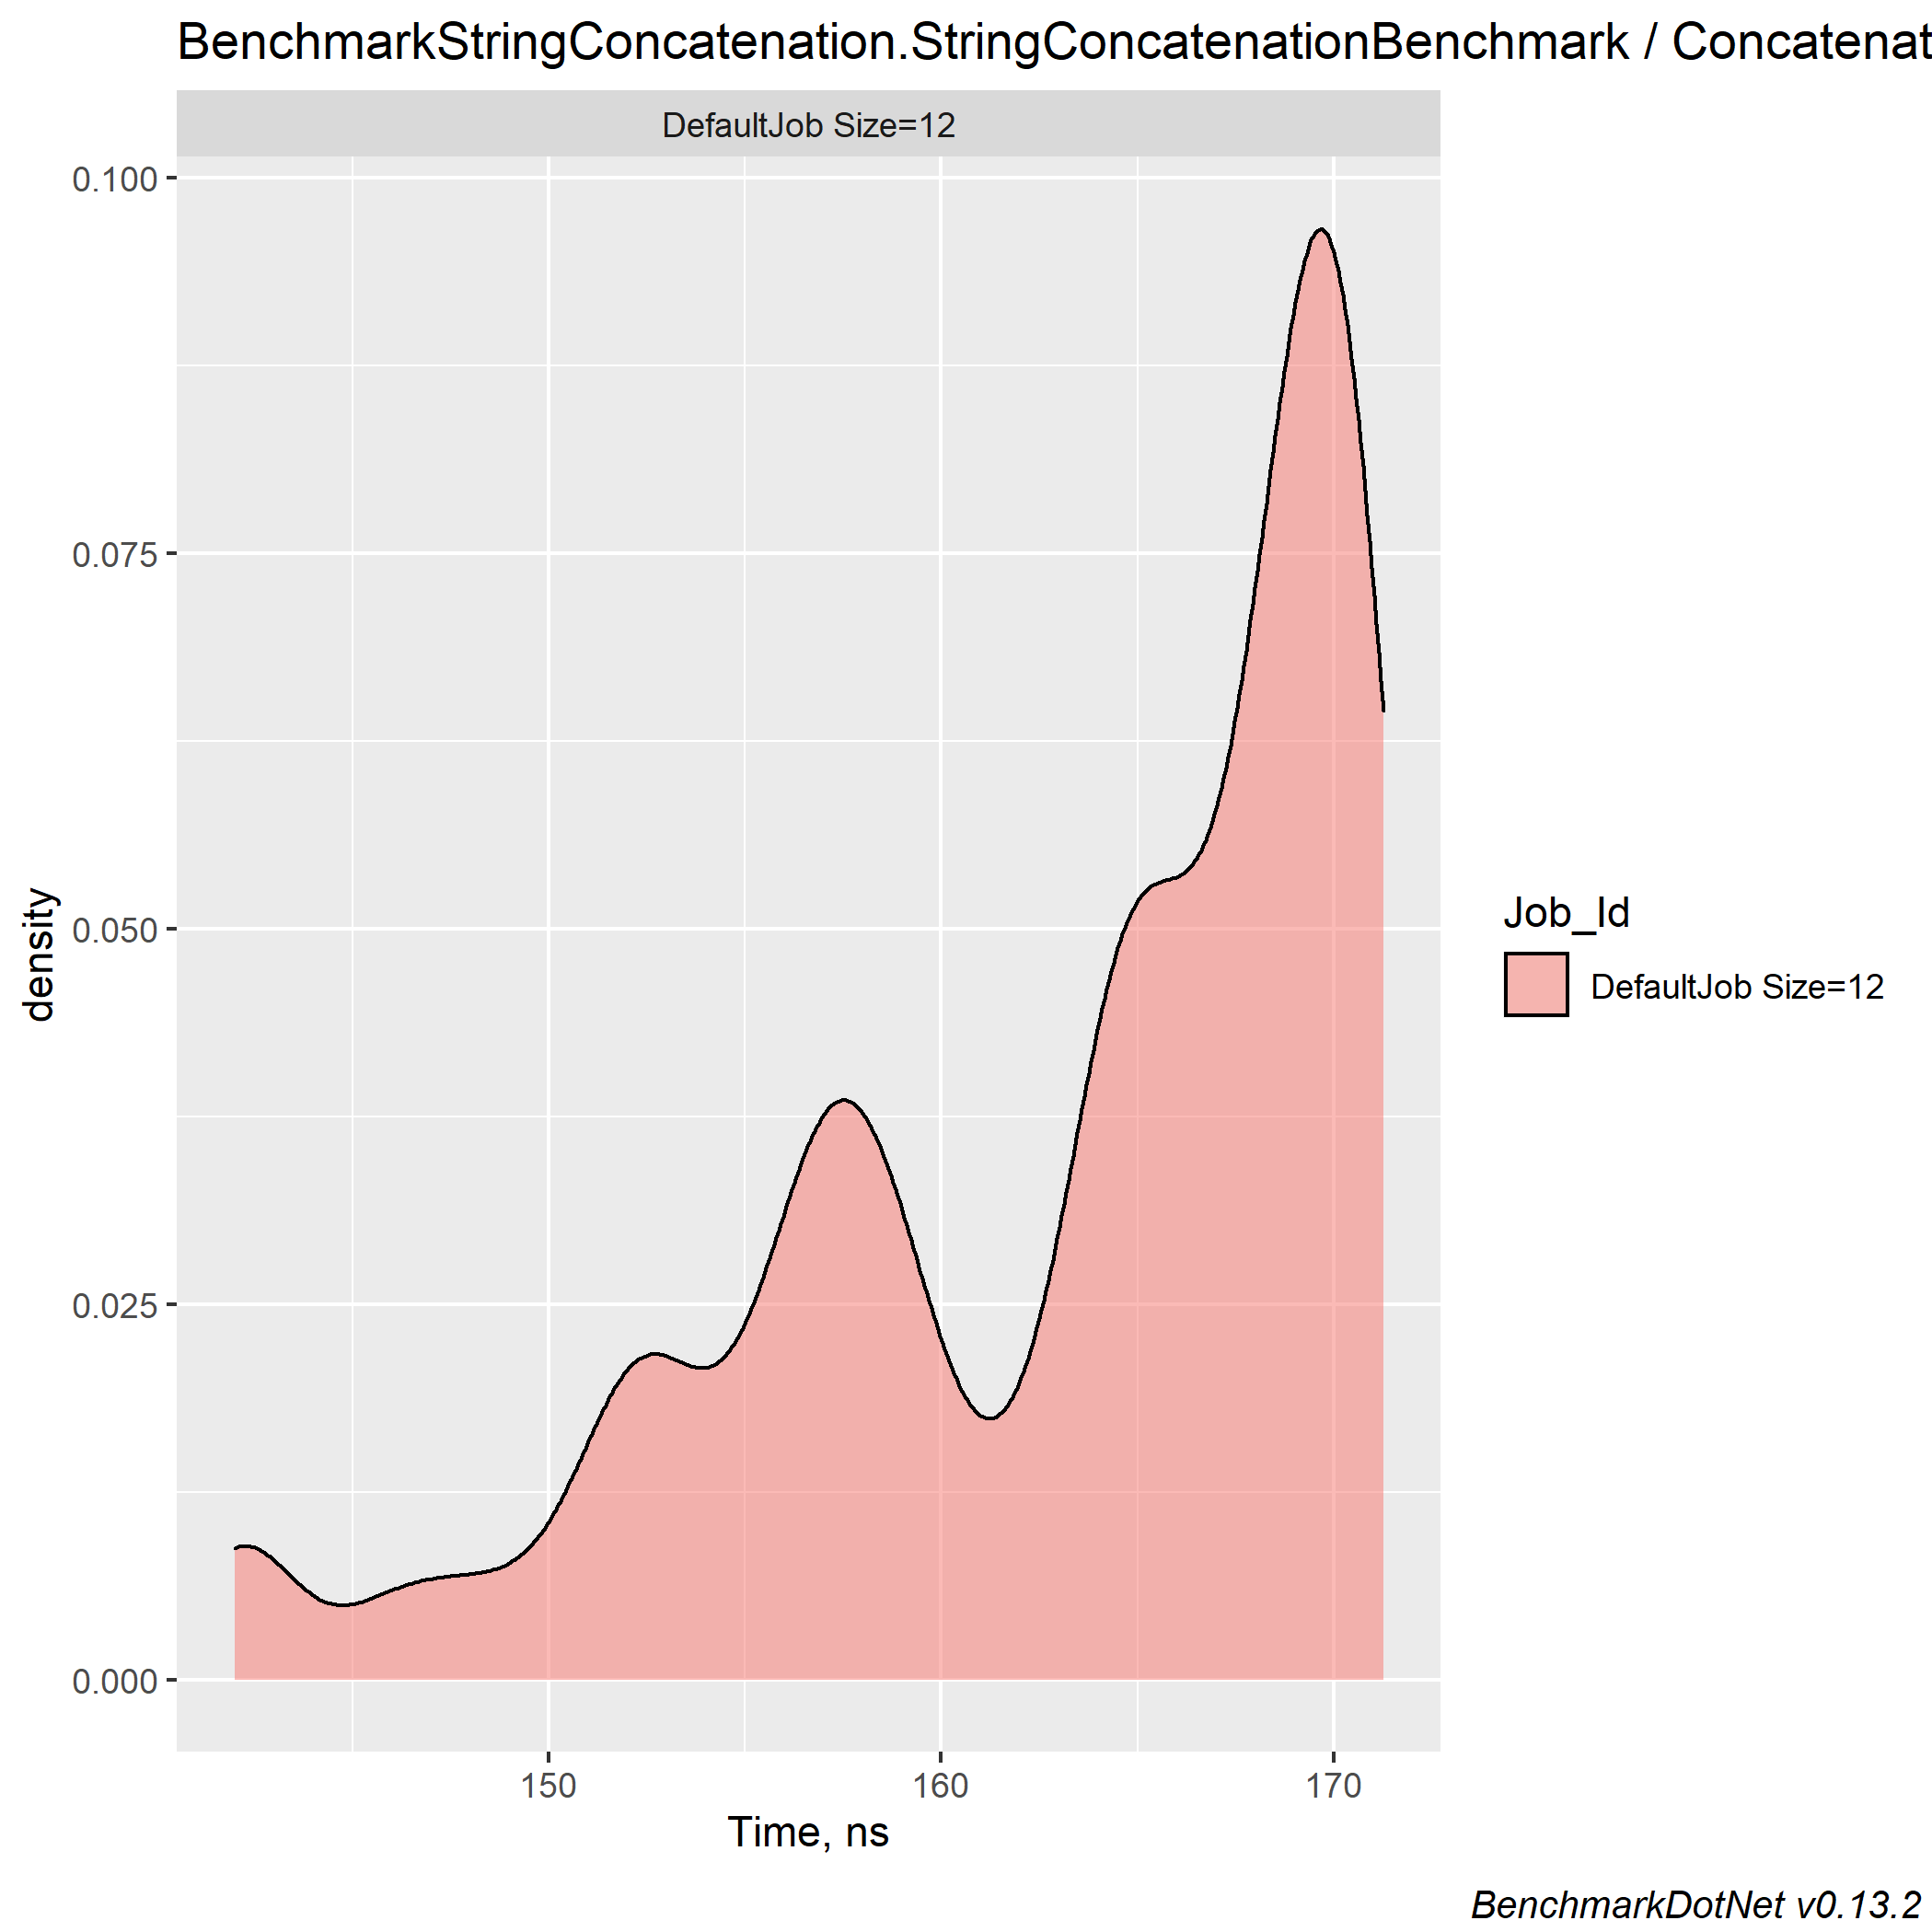 BenchmarkStringConcatenation.StringConcatenationBenchmark / Concatenat
DefaultJob Size=12
0.100
0.075
0.050
0.025
0.000
density
150 160 170
Time, ns
Job_Id
DefaultJob Size=12
BenchmarkDotNet v0.13.2